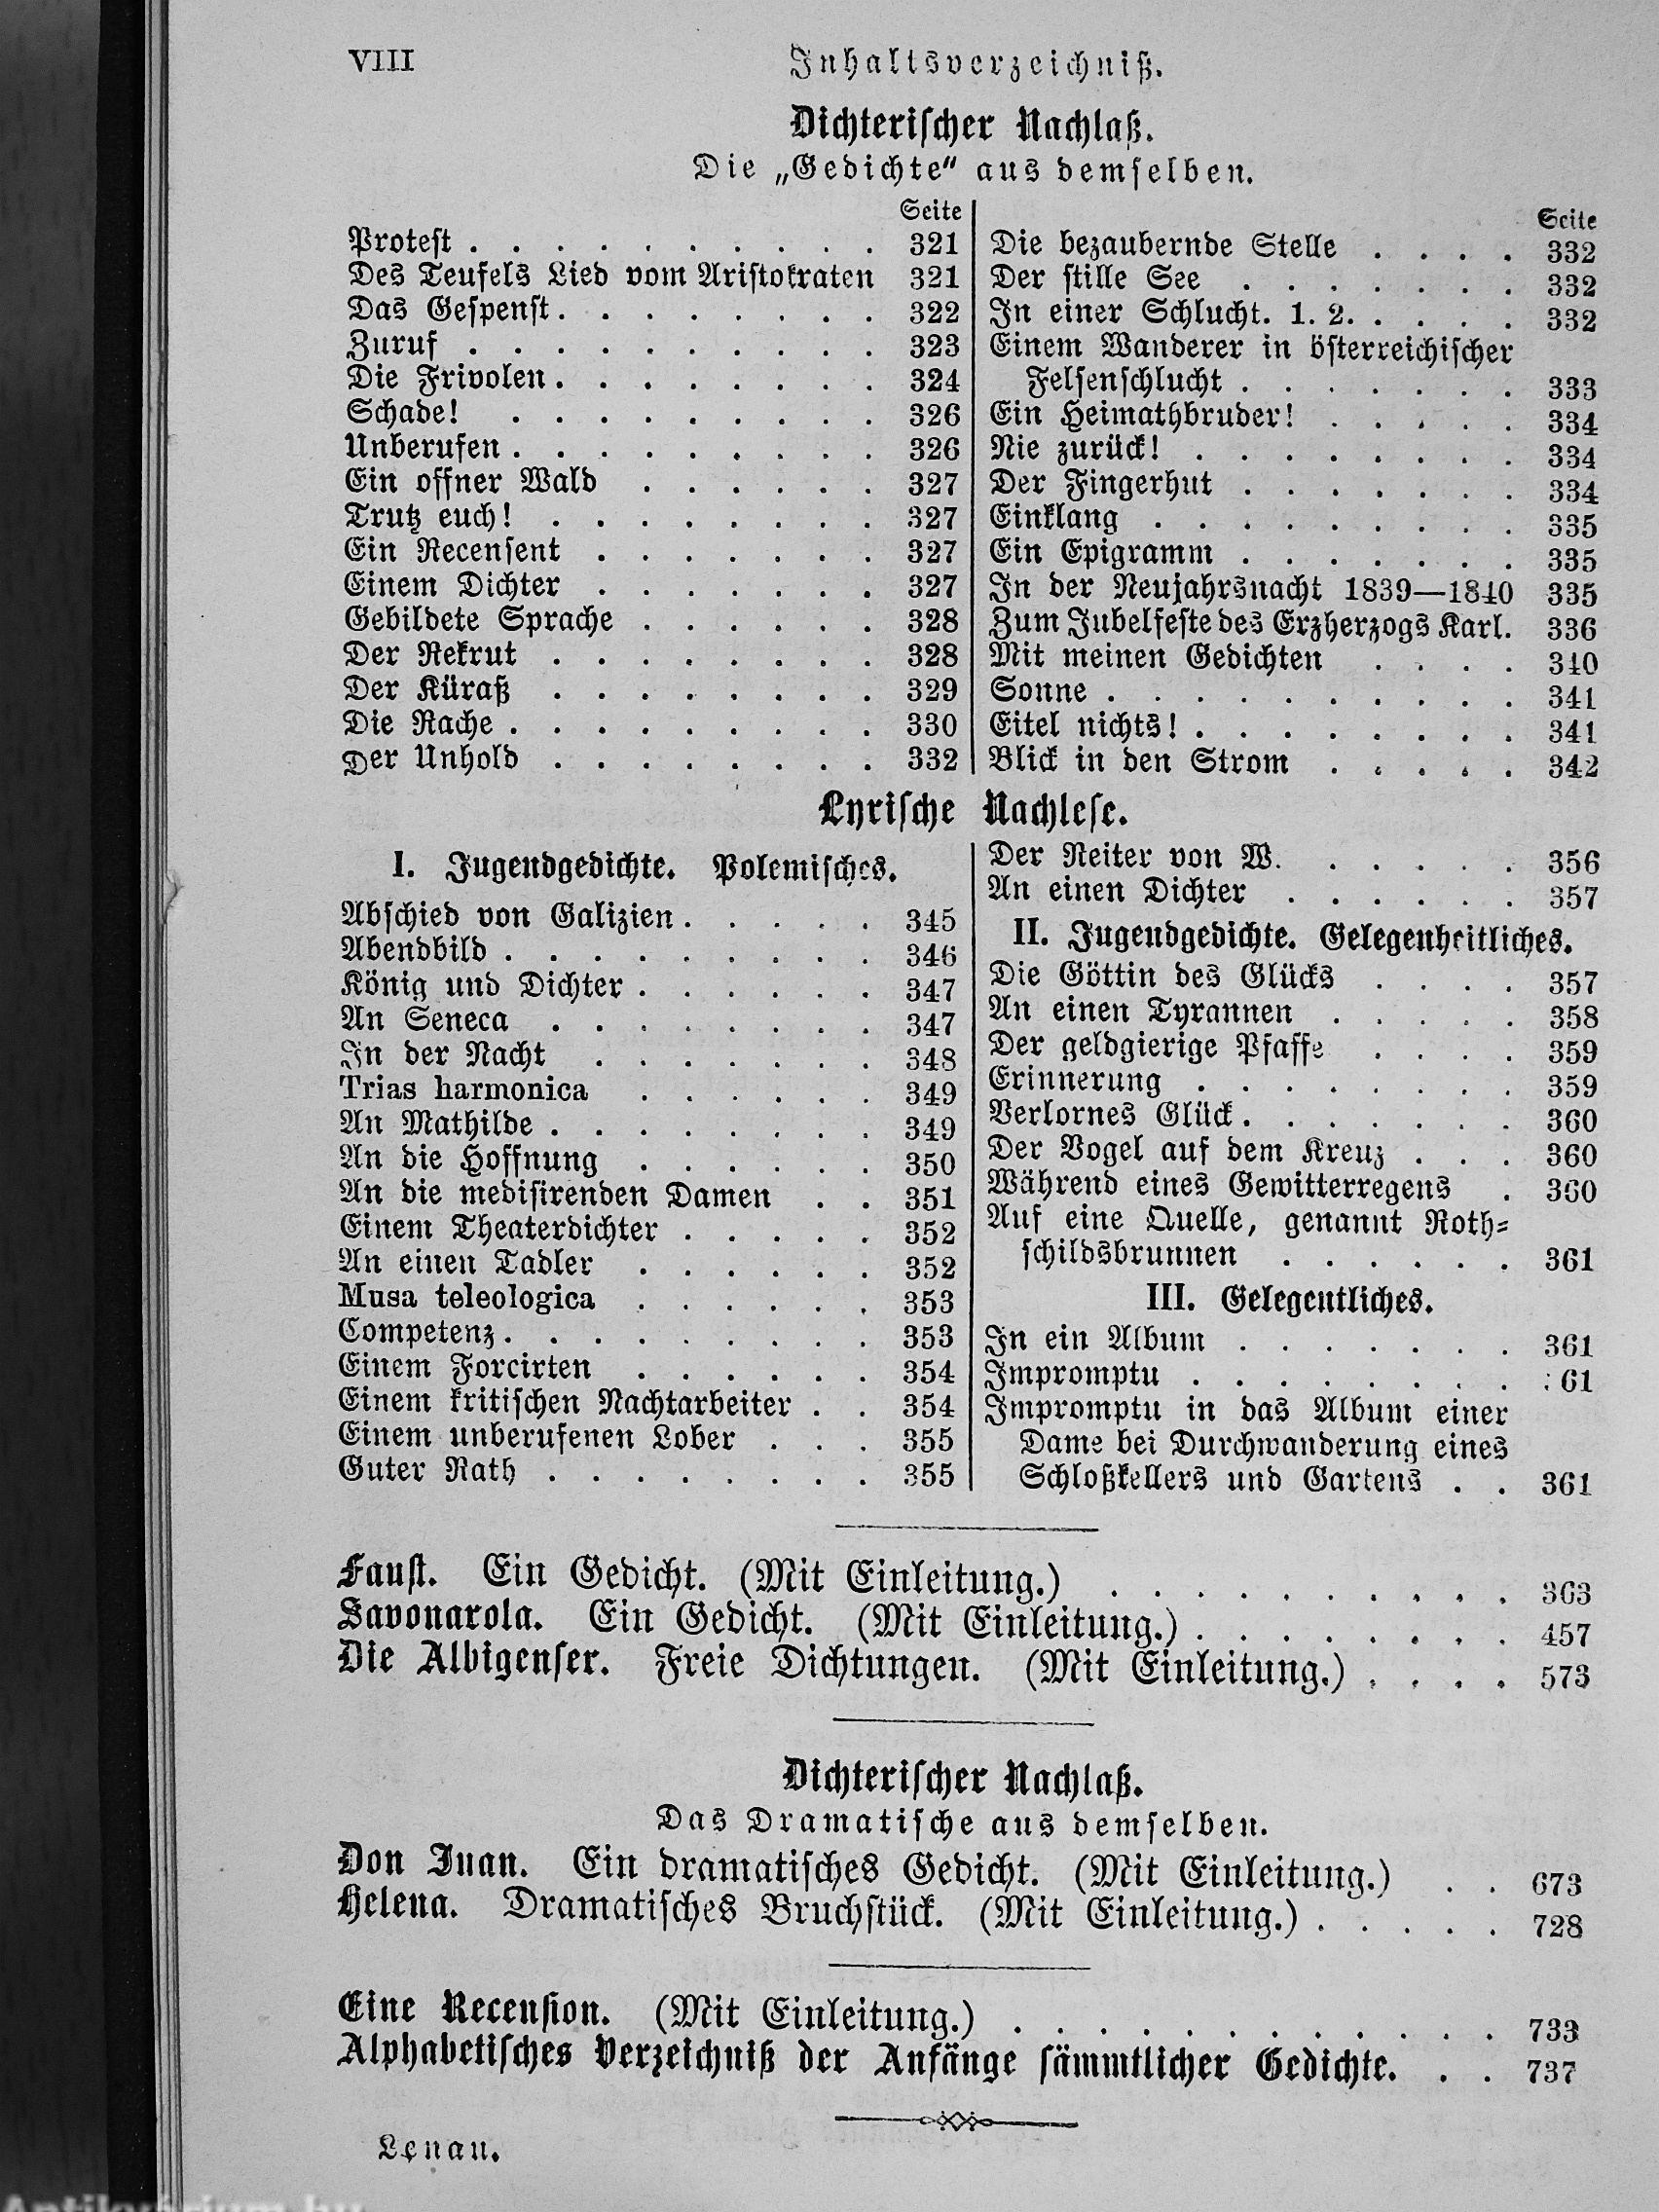 VIII
Inhaltsverzeichniß.
Dichterischer Nachlaß.
Die „Gedichte“ aus demselben.
Seite
Protest . . . . . . . . . . 321
Des Teufels Lied vom Aristokraten 321
Das Gespenst . . . . . . . . 322
Zuruf . . . . . . . . . . 323
Die Frivolen . . . . . . . . 324
Schade! . . . . . . . . . 326
Unberufen . . . . . . . . . 326
Ein offner Wald . . . . . . 327
Trutz euch! . . . . . . . . 327
Ein Recensent . . . . . . . 327
Einem Dichter . . . . . . . 327
Gebildete Sprache . . . . . . 328
Der Rekrut . . . . . . . . 328
Der Küraß . . . . . . . . 329
Die Rache . . . . . . . . . 330
Der Unhold . . . . . . . . 332
Seite
Die bezaubernde Stelle . . . . 332
Der stille See . . . . . . . 332
In einer Schlucht. 1. 2. . . . . 332
Einem Wanderer in österreichischer
Felsenschlucht . . . . . . . 333
Ein Heimathbruder! . . . . . 334
Nie zurück! . . . . . . . . 334
Der Fingerhut . . . . . . . 334
Einklang . . . . . . . . . 335
Ein Epigramm . . . . . . . 335
In der Neujahrsnacht 1839—1840 335
Zum Jubelfeste des Erzherzogs Karl. 336
Mit meinen Gedichten . . . . 340
Sonne . . . . . . . . . . 341
Eitel nichts! . . . . . . . . 341
Blick in den Strom . . . . . 342
Lyrische Nachlese.
I. Jugendgedichte. Polemisches.
Abschied von Galizien . . . . . 345
Abendbild . . . . . . . . . 346
König und Dichter . . . . . . 347
An Seneca . . . . . . . . 347
In der Nacht . . . . . . . 348
Trias harmonica . . . . . . 349
An Mathilde . . . . . . . . 349
An die Hoffnung . . . . . . 350
An die medisirenden Damen . . 351
Einem Theaterdichter . . . . . 352
An einen Tadler . . . . . . 352
Musa teleologica . . . . . . 353
Competenz . . . . . . . . . 353
Einem Forcirten . . . . . . 354
Einem kritischen Nachtarbeiter . . 354
Einem unberufenen Lober . . . 355
Guter Rath . . . . . . . . 355
Der Reiter von W. . . . . . 356
An einen Dichter . . . . . . 357
II. Jugendgedichte. Gelegenheitliches.
Die Göttin des Glücks . . . . 357
An einen Tyrannen . . . . . 358
Der geldgierige Pfaffe . . . . 359
Erinnerung . . . . . . . . 359
Verlornes Glück . . . . . . . 360
Der Vogel auf dem Kreuz . . . 360
Während eines Gewitterregens . 360
Auf eine Quelle, genannt Roth-
schildsbrunnen . . . . . . 361
III. Gelegentliches.
In ein Album . . . . . . . 361
Impromptu . . . . . . . . 61
Impromptu in das Album einer
Dame bei Durchwanderung eines
Schloßkellers und Gartens . . 361
Faust. Ein Gedicht. (Mit Einleitung.) . . . . . . . . . . 363
Savonarola. Ein Gedicht. (Mit Einleitung.) . . . . . . . . 457
Die Albigenser. Freie Dichtungen. (Mit Einleitung.) . . . . 573
Dichterischer Nachlaß.
Das Dramatische aus demselben.
Don Juan. Ein dramatisches Gedicht. (Mit Einleitung.) . . 673
Helena. Dramatisches Bruchstück. (Mit Einleitung.) . . . . . 728
Eine Recension. (Mit Einleitung.) . . . . . . . . . . . . 733
Alphabetisches Verzeichniß der Anfänge sämmtlicher Gedichte. . . 737
Lenau.
Antikvárium.hu